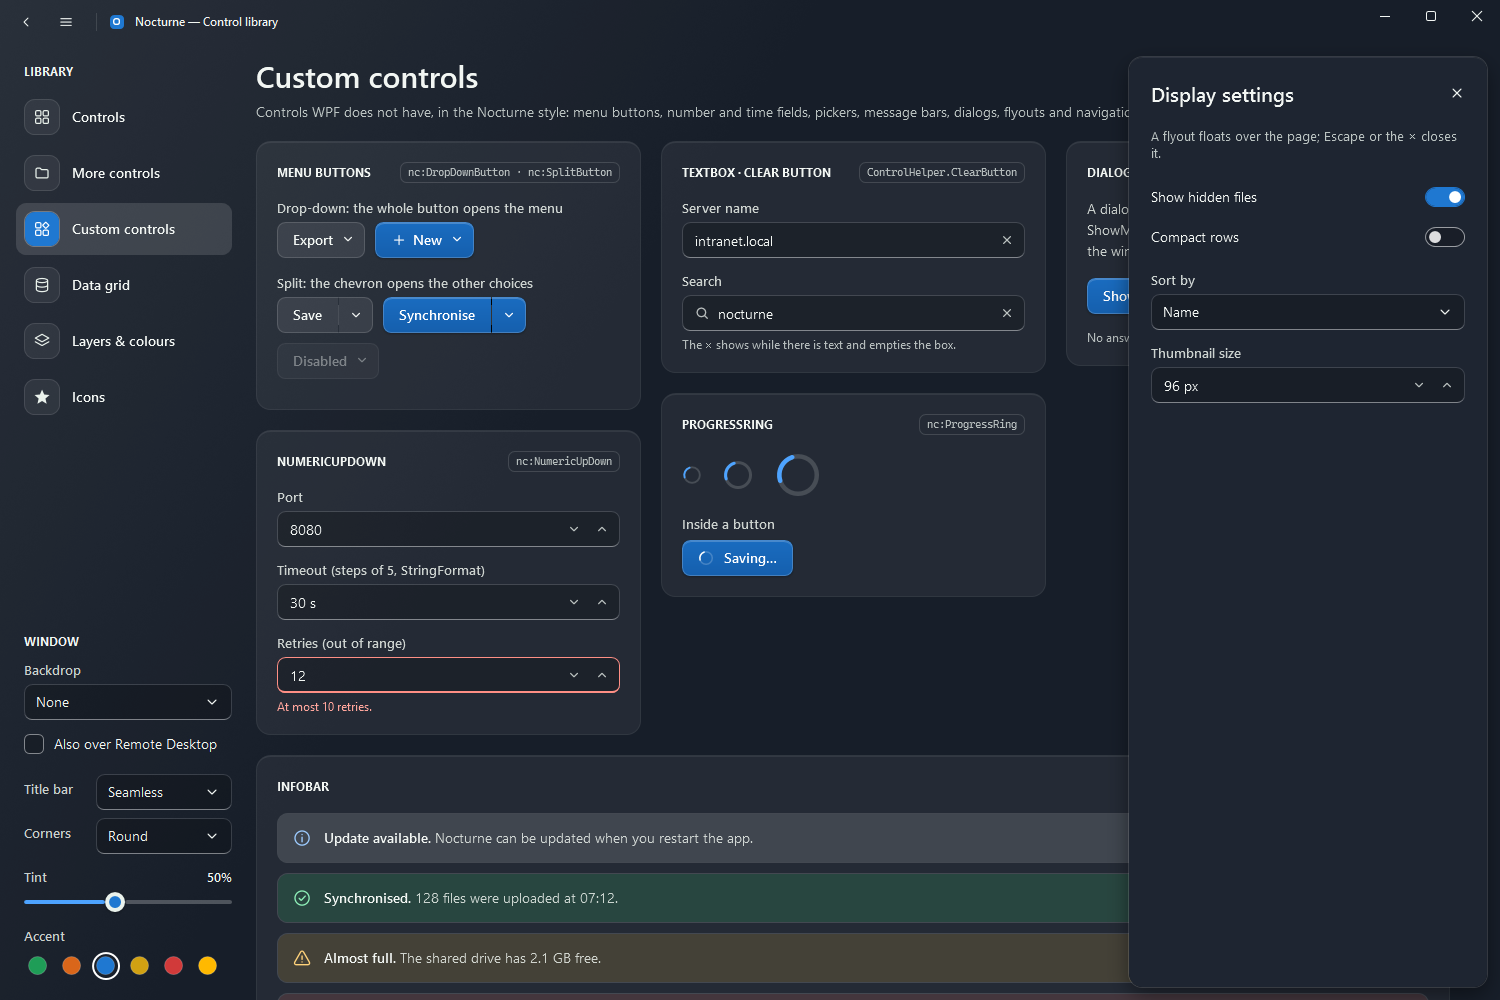 Nocturne — Control library
LIBRARY
Controls
More controls
Custom controls
Data grid
Layers & colours
Icons
WINDOW
Backdrop
None
Also over Remote Desktop
Title bar
Seamless
Corners
Round
Tint
50%
Accent
Custom controls
Controls WPF does not have, in the Nocturne style: menu buttons, number and time fields, pickers, message bars, dialogs, flyouts and navigatio
MENU BUTTONS
nc:DropDownButton · nc:SplitButton
Drop-down: the whole button opens the menu
Export
New
Split: the chevron opens the other choices
Save
Synchronise
Disabled
NUMERICUPDOWN
nc:NumericUpDown
Port
8080
Timeout (steps of 5, StringFormat)
30 s
Retries (out of range)
12
At most 10 retries.
TEXTBOX · CLEAR BUTTON
ControlHelper.ClearButton
Server name
intranet.local
Search
nocturne
The × shows while there is text and empties the box.
PROGRESSRING
nc:ProgressRing
Inside a button
Saving...
DIALOG
A dialo
ShowM
the wi
Show
No answ
INFOBAR
Update available. Nocturne can be updated when you restart the app.
Synchronised. 128 files were uploaded at 07:12.
Almost full. The shared drive has 2.1 GB free.
Display settings
A flyout floats over the page; Escape or the × closes
it.
Show hidden files
Compact rows
Sort by
Name
Thumbnail size
96 px